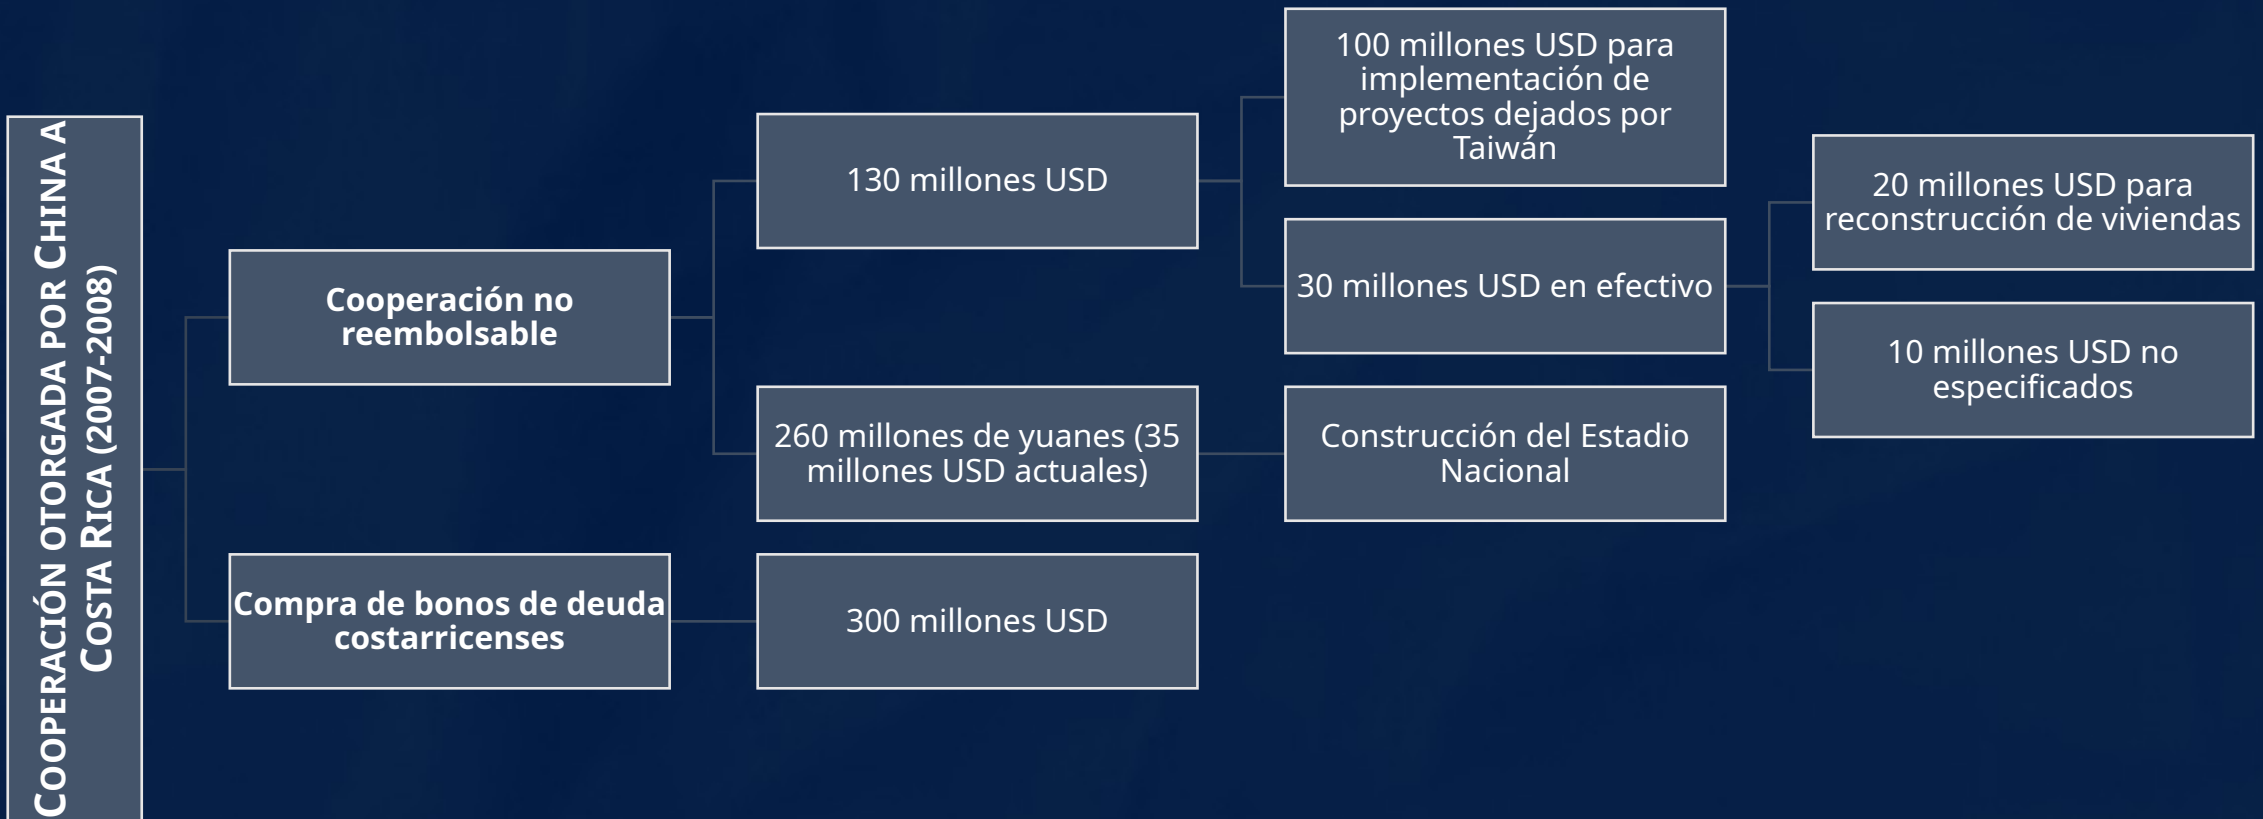 COOPERACIÓN OTORGADA POR CHINA A
COSTA RICA (2007-2008)
Cooperación no
reembolsable
130 millones USD
100 millones USD para
implementación de
proyectos dejados por
Taiwán
30 millones USD en efectivo
20 millones USD para
reconstrucción de viviendas
10 millones USD no
especificados
260 millones de yuanes (35
millones USD actuales)
Construcción del Estadio
Nacional
Compra de bonos de deuda
costarricenses
300 millones USD